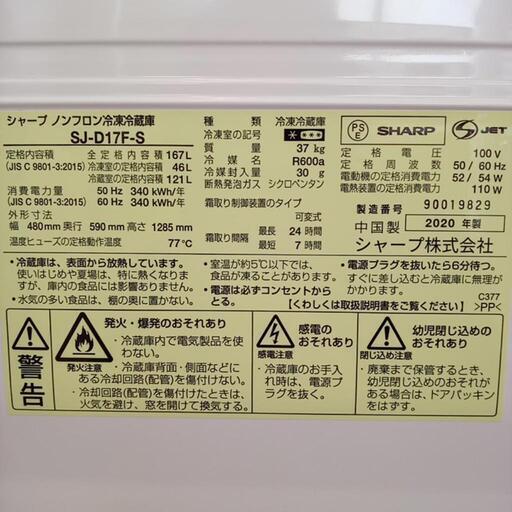 シャープ ノンフロン冷凍冷蔵庫
SJ-D17F-S
定格内容積 全定格内容積 167L
(JIS C 9801-3:2015) 冷凍室の定格内容積 46L
冷蔵室の定格内容積 121L
消費電力量 50 Hz 340 kWh/年
(JIS C 9801-3:2015) 60 Hz 340 kWh/年
外形寸法
幅 480mm 奥行 590mm 高さ 1285mm
温度ヒューズの定格動作温度 77℃
種類 冷凍冷蔵庫
冷凍室の記号
質量 37 kg
冷媒名 R600a
冷媒封入量 30 g
断熱発泡ガス シクロペンタン
霜取り制御装置のタイプ
可変式
霜取り間隔 最長 24 時間
最短 7 時間
PS
E
SHARP
S JET
定格電圧 100 V
定格周波数 50 / 60 Hz
電動機の定格消費電力 52 / 54 W
電熱装置の定格消費電力 110 W
製造番号 90019829
中国製 2020 年製
シャープ株式会社
・冷蔵庫は、表面から放熱しています。
使いはじめや夏場は、特に熱く感じますが、庫内の食品に影響はありません。
・水気の多い食品は、棚の奥に置かない。
・室温が約5℃以下では、食品が凍ることがあります。
・電源は必ずコンセントからとる。
・電源プラグを抜いたら6分待つ。
すぐに差し込むと冷蔵庫に無理がかかり、故障の原因になります。
【くわしくは取扱説明書をご覧ください】
C377
>PP<
警告
発火注意
発火・爆発のおそれあり
・冷蔵庫内で電気製品を使わない。
・冷蔵庫背面・側面などにある冷却回路(配管)を傷付けない。
・冷却回路(配管)を傷付けたときは、火気を避け、窓を開けて換気する。
感電注意
感電のおそれあり
・冷蔵庫のお手入れ時は、電源プラグを抜く。
閉じ込め注意
幼児閉じ込めのおそれあり
・廃棄まで保管するとき、幼児閉じ込めのおそれがある場合は、ドアパッキンをはずす。